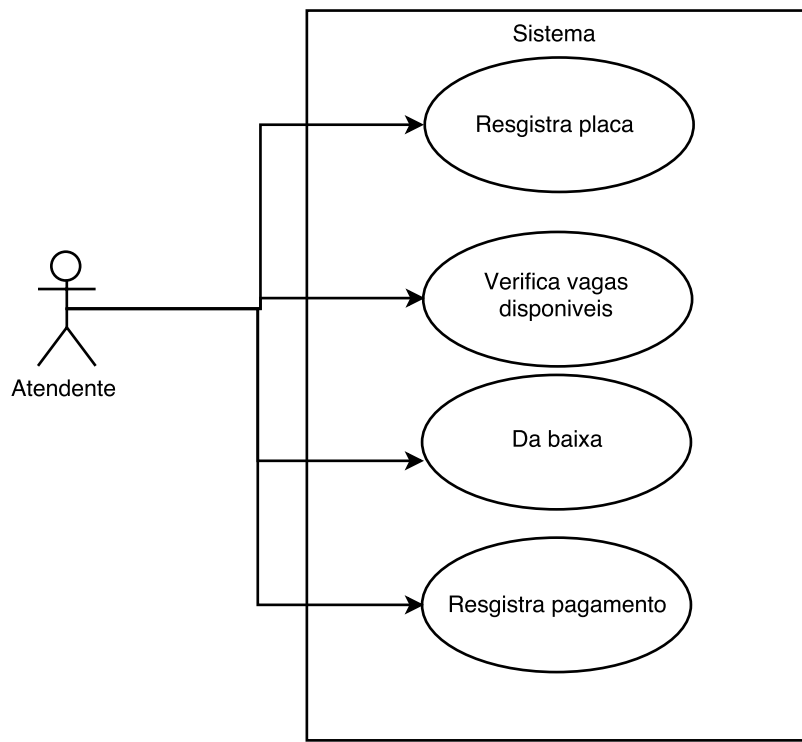 Sistema
Resgistra placa
Verifica vagas
disponiveis
Atendente
Da baixa
Resgistra pagamento